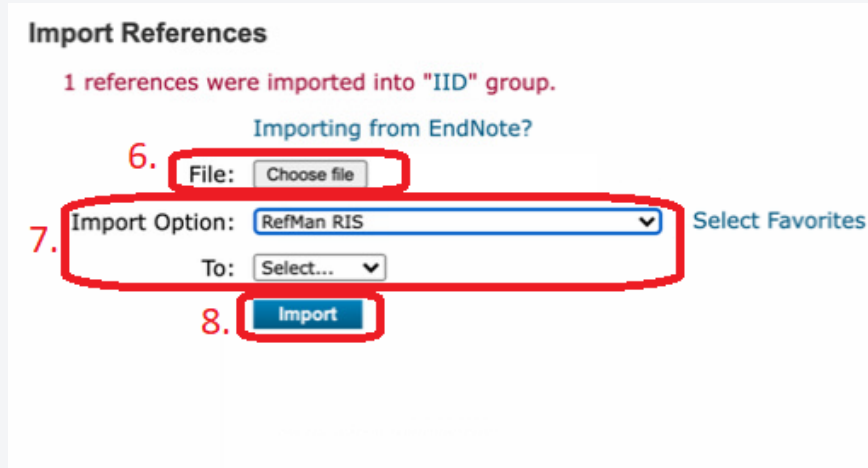 Import References
1 references were imported into "IID" group.
Importing from EndNote?
6. File: Choose file
7. Import Option: RefMan RIS Select Favorites
To: Select...
8. Import